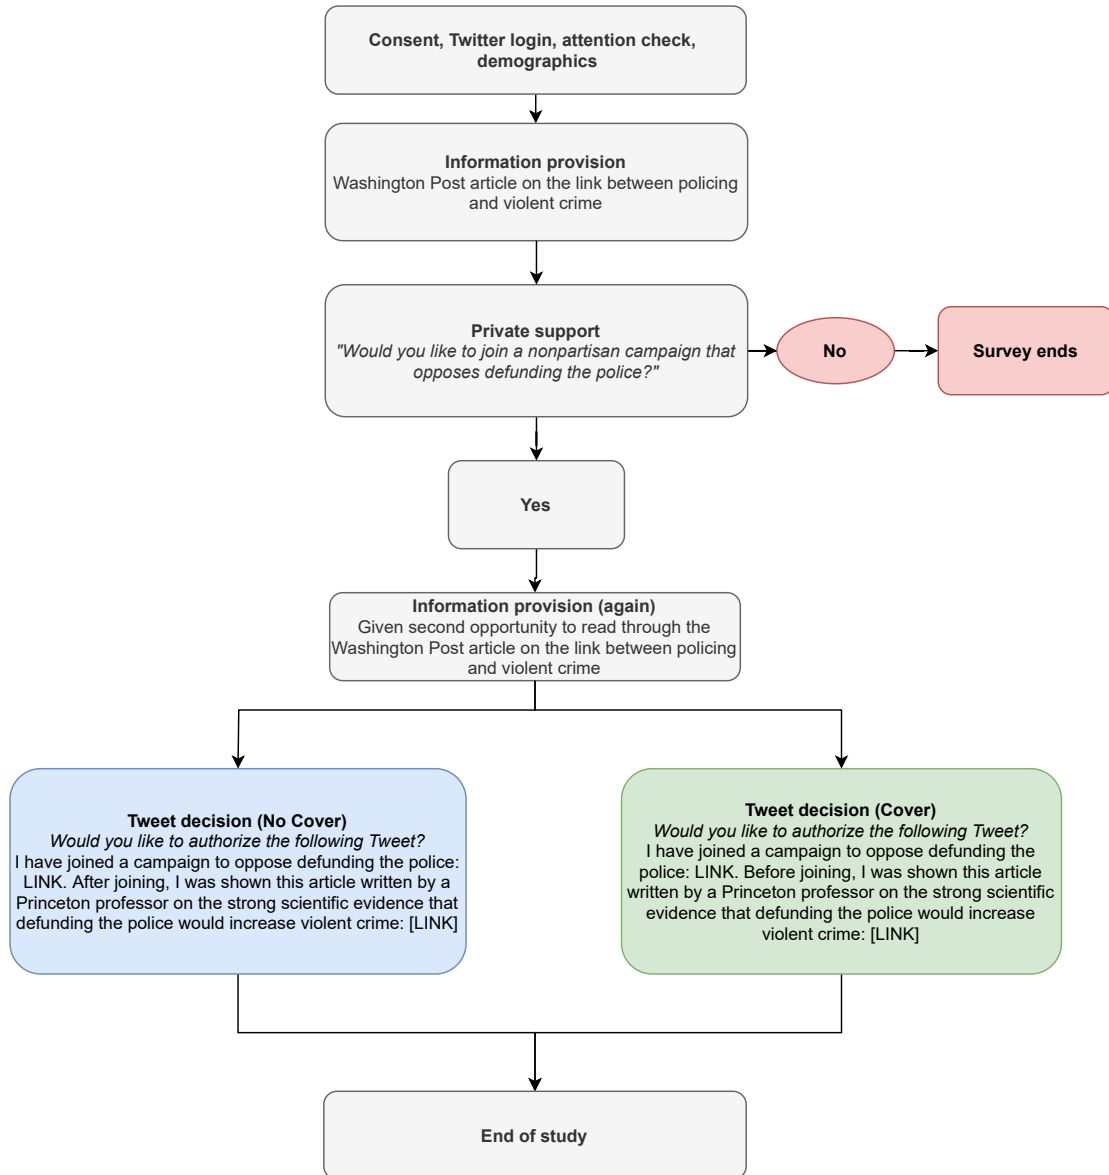 Consent, Twitter login, attention check,
demographics
Information provision
Washington Post article on the link between policing
and violent crime
Private support
"Would you like to join a nonpartisan campaign that
opposes defunding the police?"
No
Survey ends
Yes
Information provision (again)
Given second opportunity to read through the
Washington Post article on the link between policing
and violent crime
Tweet decision (No Cover)
Would you like to authorize the following Tweet?
I have joined a campaign to oppose defunding the police:
LINK. After joining, I was shown this article written by a
Princeton professor on the strong scientific evidence that
defunding the police would increase violent crime: [LINK]
Tweet decision (Cover)
Would you like to authorize the following Tweet?
I have joined a campaign to oppose defunding the
police: LINK. Before joining, I was shown this article
written by a Princeton professor on the strong scientific
evidence that defunding the police would increase
violent crime: [LINK]
End of study